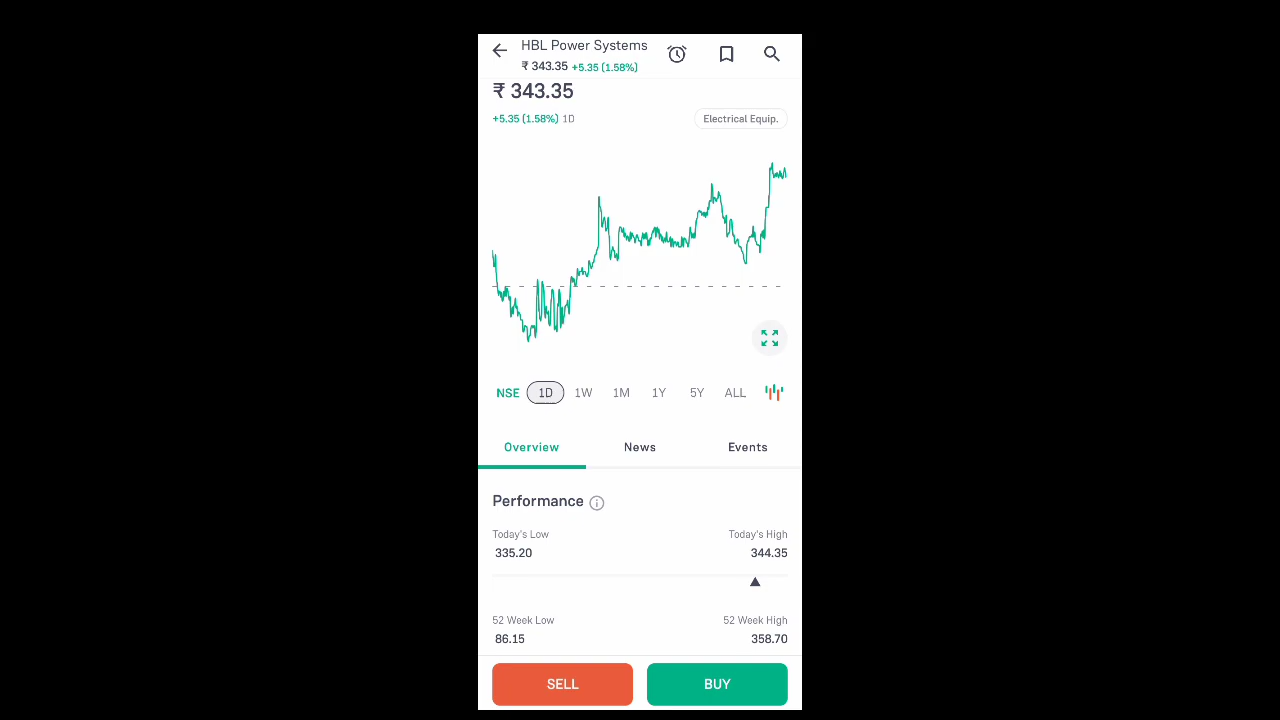 HBL Power Systems
₹ 343.35 +5.35 (1.58%)
₹ 343.35
+5.35 (1.58%) 1D
Electrical Equip.
NSE 1D 1W 1M 1Y 5Y ALL
Overview News Events
Performance
Today's Low Today's High
335.20 344.35
52 Week Low 52 Week High
86.15 358.70
SELL BUY